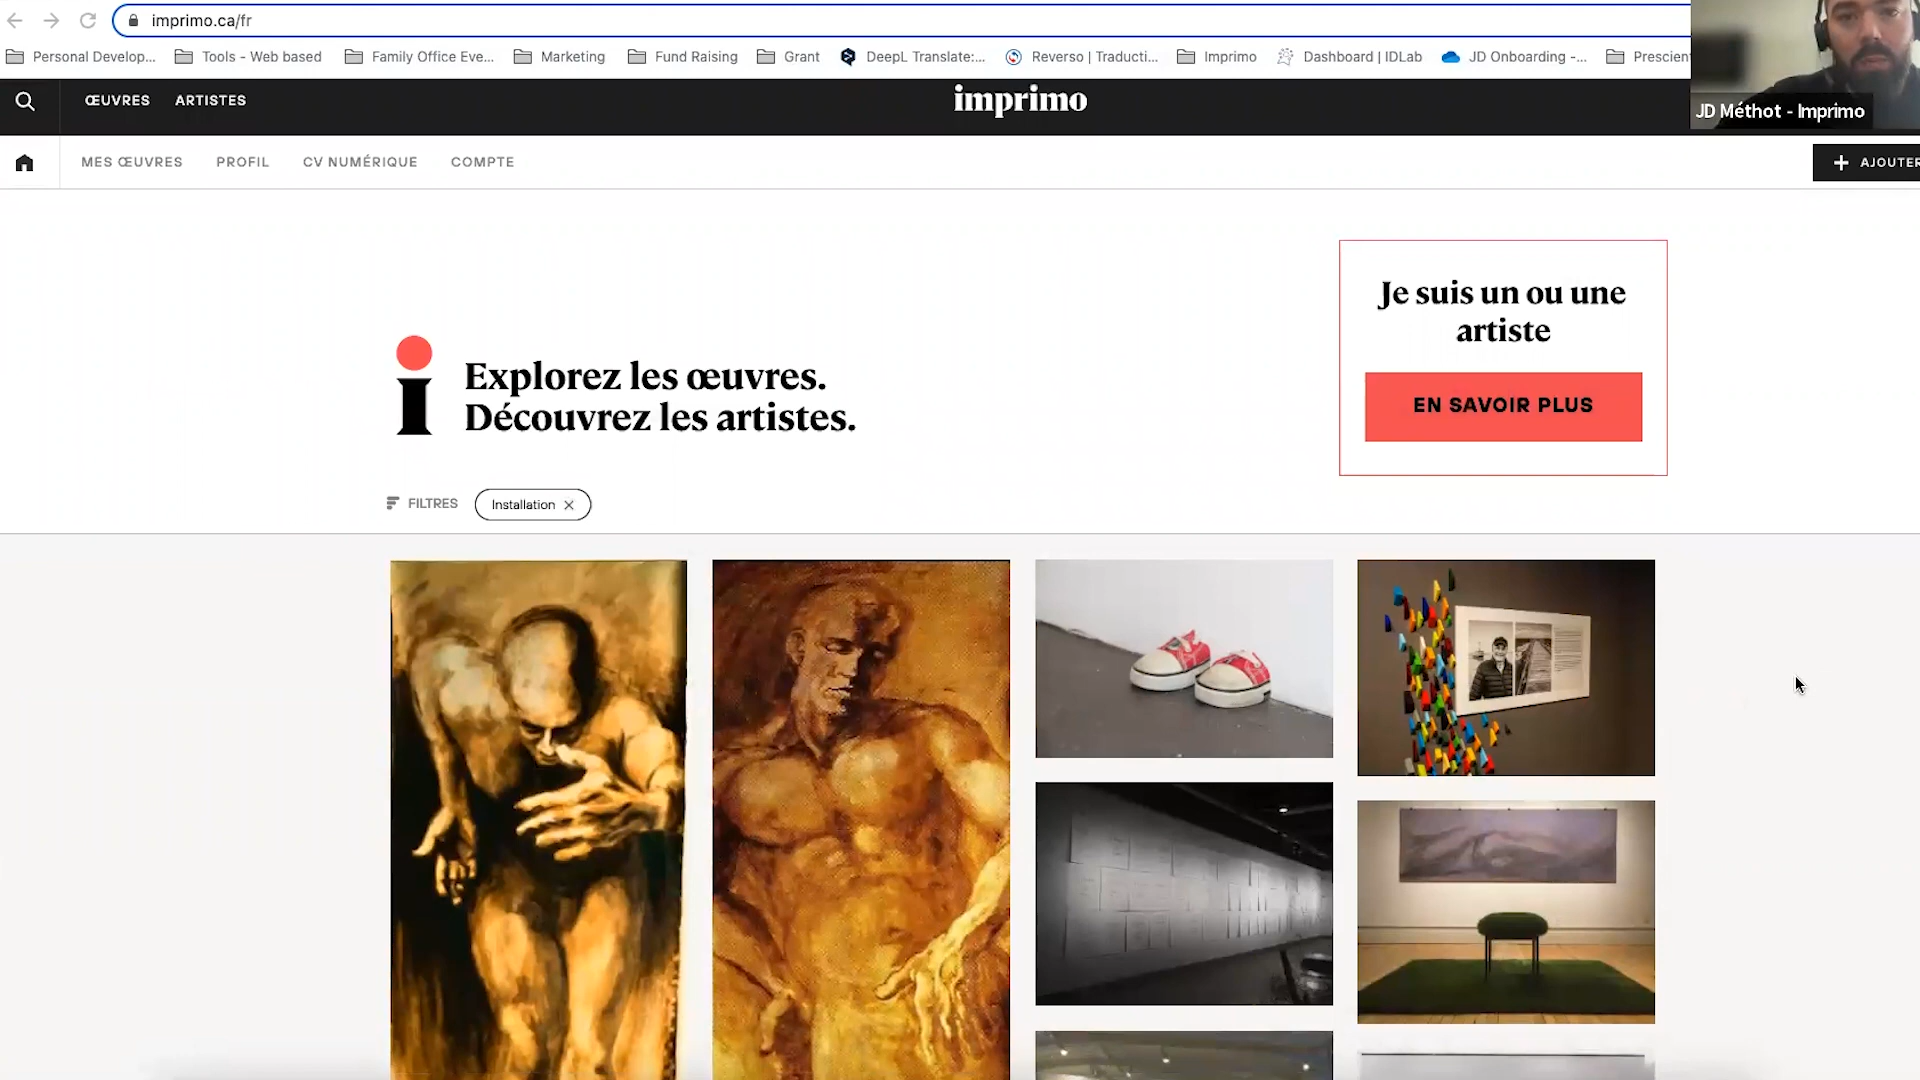 imprimo.ca/fr
Personal Develop... Tools - Web based Family Office Eve... Marketing Fund Raising Grant DeepL Translate:... Reverso | Traducti... Imprimo Dashboard | IDLab JD Onboarding -... Prescien
JD Méthot - Imprimo
ŒUVRES ARTISTES imprimo
MES ŒUVRES PROFIL CV NUMÉRIQUE COMPTE + AJOUTER
Je suis un ou une
artiste
EN SAVOIR PLUS
Explorez les œuvres.
Découvrez les artistes.
FILTRES Installation